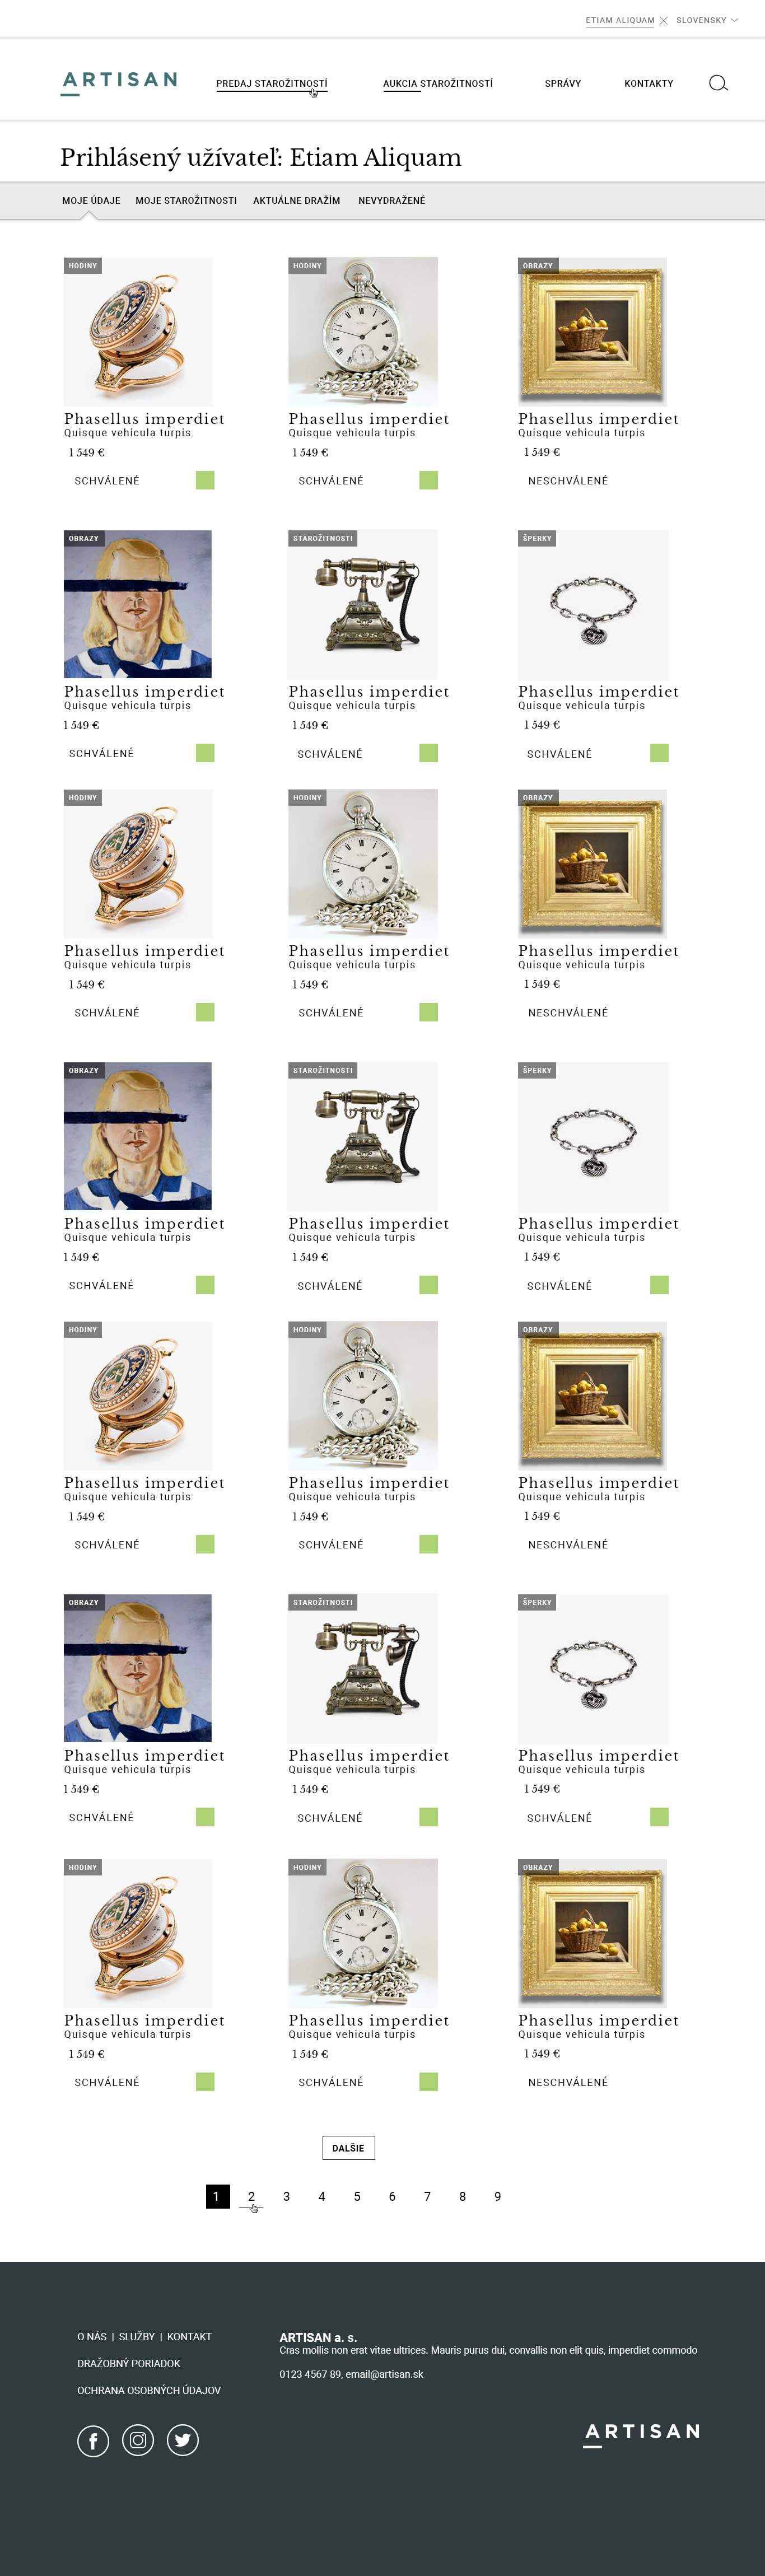 ETIAM ALIQUAM SLOVENSKY
ARTISAN PREDAJ STAROŽITNOSTÍ AUKCIA STAROŽITNOSTÍ SPRÁVY KONTAKTY
Prihlásený užívateľ: Etiam Aliquam
MOJE ÚDAJE MOJE STAROŽITNOSTI AKTUÁLNE DRAŽÍM NEVYDRAŽENÉ
HODINY HODINY OBRAZY
Phasellus imperdiet Phasellus imperdiet Phasellus imperdiet
Quisque vehicula turpis Quisque vehicula turpis Quisque vehicula turpis
1 549 € 1 549 € 1 549 €
SCHVÁLENÉ SCHVÁLENÉ NESCHVÁLENÉ
OBRAZY STAROŽITNOSTI ŠPERKY
Phasellus imperdiet Phasellus imperdiet Phasellus imperdiet
Quisque vehicula turpis Quisque vehicula turpis Quisque vehicula turpis
1 549 € 1 549 € 1 549 €
SCHVÁLENÉ SCHVÁLENÉ SCHVÁLENÉ
HODINY HODINY OBRAZY
Phasellus imperdiet Phasellus imperdiet Phasellus imperdiet
Quisque vehicula turpis Quisque vehicula turpis Quisque vehicula turpis
1 549 € 1 549 € 1 549 €
SCHVÁLENÉ SCHVÁLENÉ NESCHVÁLENÉ
OBRAZY STAROŽITNOSTI ŠPERKY
Phasellus imperdiet Phasellus imperdiet Phasellus imperdiet
Quisque vehicula turpis Quisque vehicula turpis Quisque vehicula turpis
1 549 € 1 549 € 1 549 €
SCHVÁLENÉ SCHVÁLENÉ SCHVÁLENÉ
HODINY HODINY OBRAZY
Phasellus imperdiet Phasellus imperdiet Phasellus imperdiet
Quisque vehicula turpis Quisque vehicula turpis Quisque vehicula turpis
1 549 € 1 549 € 1 549 €
SCHVÁLENÉ SCHVÁLENÉ NESCHVÁLENÉ
OBRAZY STAROŽITNOSTI ŠPERKY
Phasellus imperdiet Phasellus imperdiet Phasellus imperdiet
Quisque vehicula turpis Quisque vehicula turpis Quisque vehicula turpis
1 549 € 1 549 € 1 549 €
SCHVÁLENÉ SCHVÁLENÉ SCHVÁLENÉ
HODINY HODINY OBRAZY
Phasellus imperdiet Phasellus imperdiet Phasellus imperdiet
Quisque vehicula turpis Quisque vehicula turpis Quisque vehicula turpis
1 549 € 1 549 € 1 549 €
SCHVÁLENÉ SCHVÁLENÉ NESCHVÁLENÉ
DALŠIE
1 2 3 4 5 6 7 8 9
O NÁS | SLUŽBY | KONTAKT
DRAŽOBNÝ PORIADOK
OCHRANA OSOBNÝCH ÚDAJOV
ARTISAN a. s.
Cras mollis non erat vitae ultrices. Mauris purus dui, convallis non elit quis, imperdiet commodo
0123 4567 89, email@artisan.sk
ARTISAN